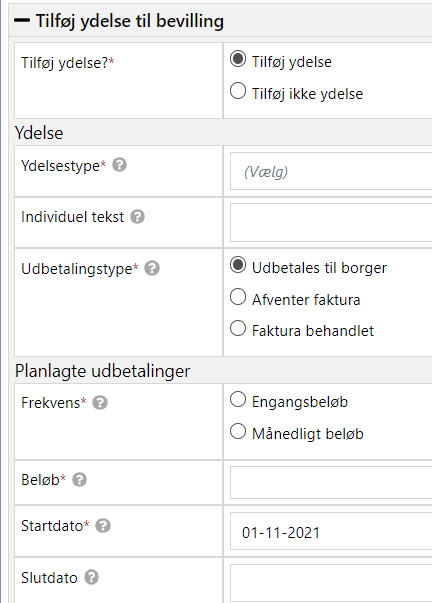 Tilføj ydelse til bevilling
Tilføj ydelse?*
Tilføj ydelse
Tilføj ikke ydelse
Ydelse
Ydelsestype* ?
(Vælg)
Individuel tekst ?
Udbetalingstype* ?
Udbetales til borger
Afventer faktura
Faktura behandlet
Planlagte udbetalinger
Frekvens* ?
Engangsbeløb
Månedligt beløb
Beløb* ?
Startdato* ?
01-11-2021
Slutdato ?